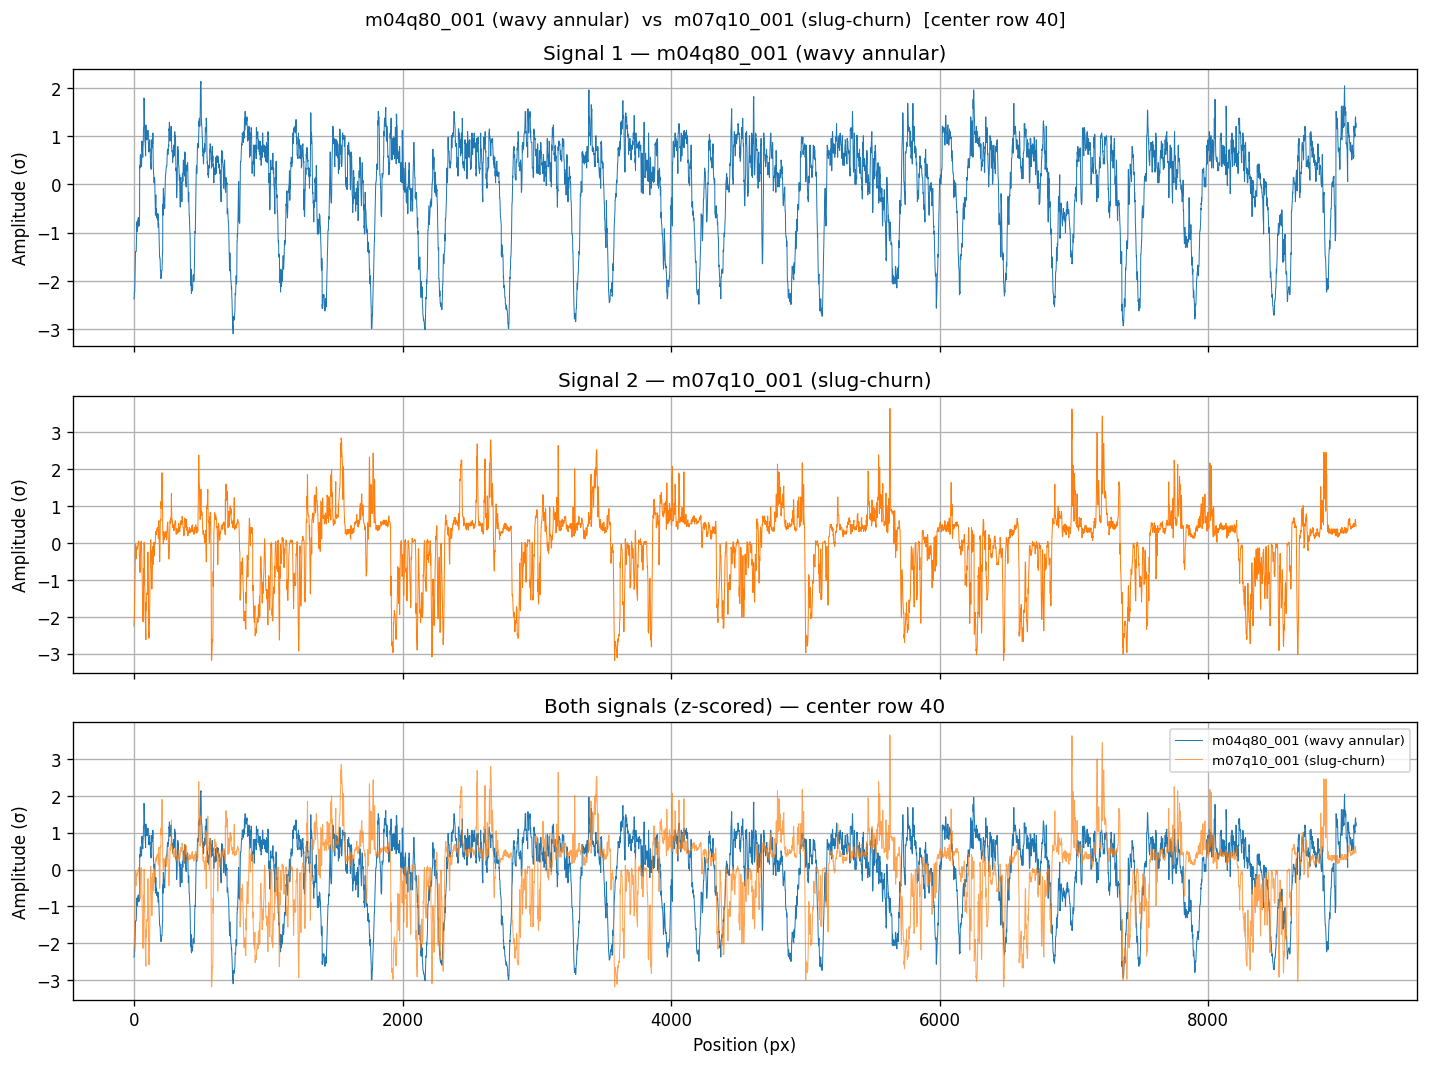 m04q80_001 (wavy annular)  vs  m07q10_001 (slug-churn)  [center row 40]
Signal 1 — m04q80_001 (wavy annular)
2
1
0
−1
−2
−3
Amplitude (σ)
Signal 2 — m07q10_001 (slug-churn)
3
2
1
0
−1
−2
−3
Amplitude (σ)
Both signals (z-scored) — center row 40
m04q80_001 (wavy annular)
m07q10_001 (slug-churn)
3
2
1
0
−1
−2
−3
Amplitude (σ)
0 2000 4000 6000 8000
Position (px)